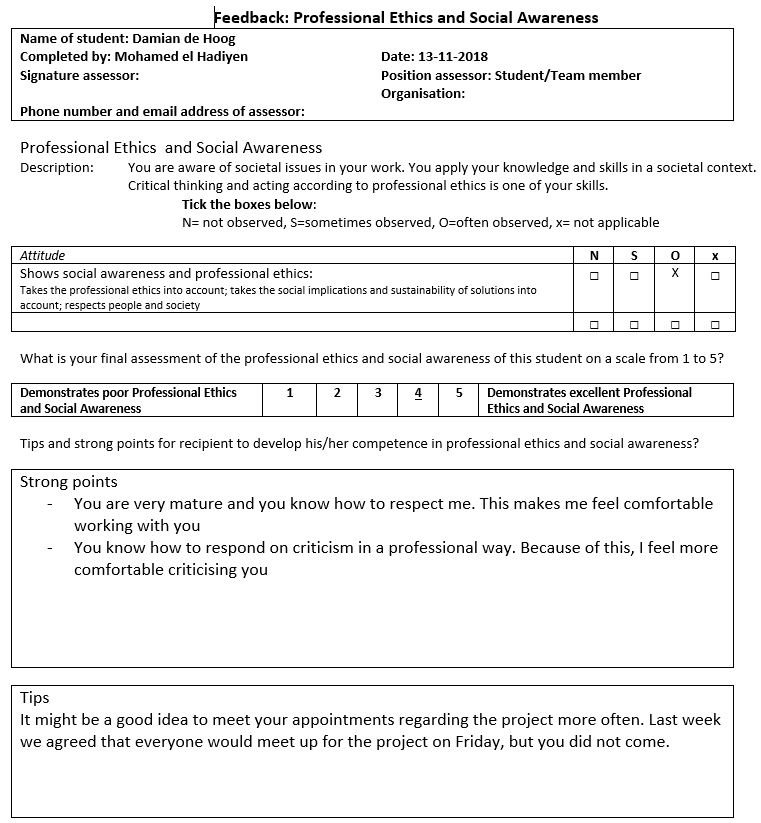 Feedback: Professional Ethics and Social Awareness
Name of student: Damian de Hoog
Completed by: Mohamed el Hadiyen Date: 13-11-2018
Signature assessor: Position assessor: Student/Team member
Organisation:
Phone number and email address of assessor:
Professional Ethics and Social Awareness
Description: You are aware of societal issues in your work. You apply your knowledge and skills in a societal context.
Critical thinking and acting according to professional ethics is one of your skills.
Tick the boxes below:
N= not observed, S=sometimes observed, O=often observed, x= not applicable
Attitude N S O x
Shows social awareness and professional ethics: □ □ X □
Takes the professional ethics into account; takes the social implications and sustainability of solutions into
account; respects people and society
□ □ □ □
What is your final assessment of the professional ethics and social awareness of this student on a scale from 1 to 5?
Demonstrates poor Professional Ethics 1 2 3 4 5 Demonstrates excellent Professional
and Social Awareness Ethics and Social Awareness
Tips and strong points for recipient to develop his/her competence in professional ethics and social awareness?
Strong points
- You are very mature and you know how to respect me. This makes me feel comfortable
working with you
- You know how to respond on criticism in a professional way. Because of this, I feel more
comfortable criticising you
Tips
It might be a good idea to meet your appointments regarding the project more often. Last week
we agreed that everyone would meet up for the project on Friday, but you did not come.